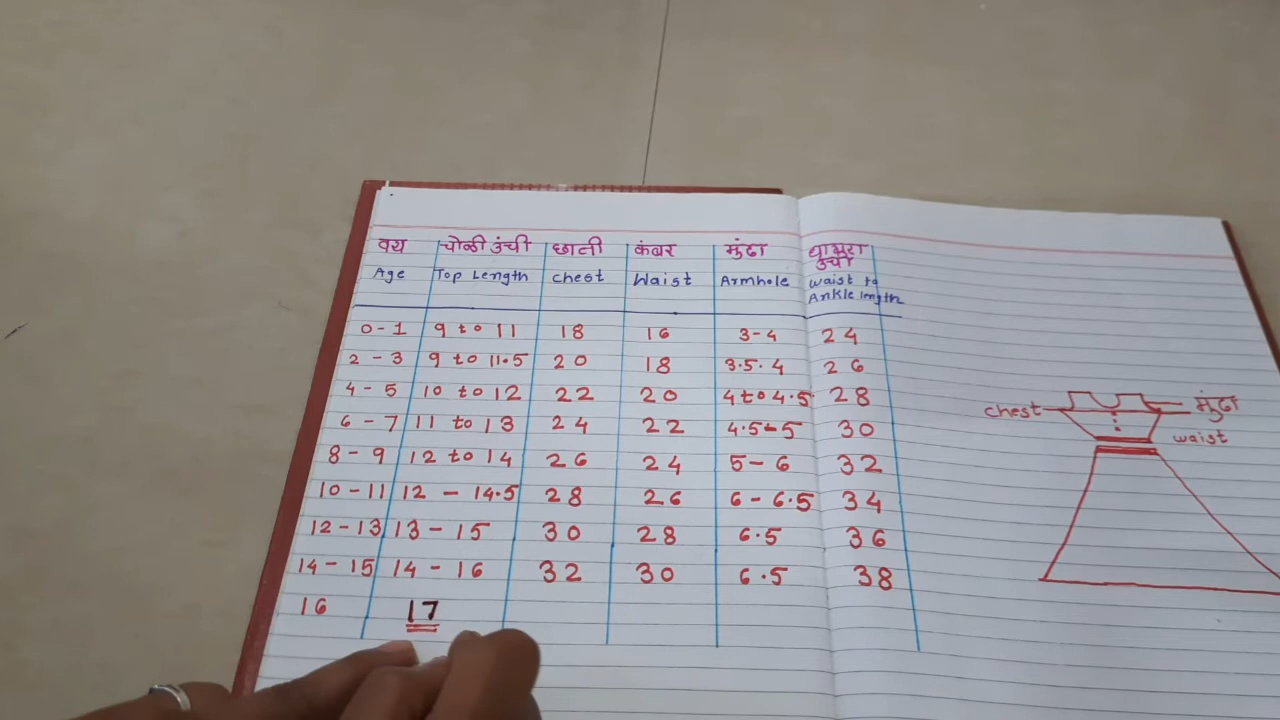 वय चोळी उंची छाती कंबर मुंढा घागरा उंची
Age Top Length Chest Waist Armhole Waist to Ankle length
0-1 9 to 11 18 16 3-4 24
2-3 9 to 11.5 20 18 3.5.4 26
4-5 10 to 12 22 20 4 to 4.5 28
6-7 11 to 13 24 22 4.5-5 30
8-9 12 to 14 26 24 5-6 32
10-11 12-14.5 28 26 6-6.5 34
12-13 13-15 30 28 6.5 36
14-15 14-16 32 30 6.5 38
16 17
chest मुंढा
waist